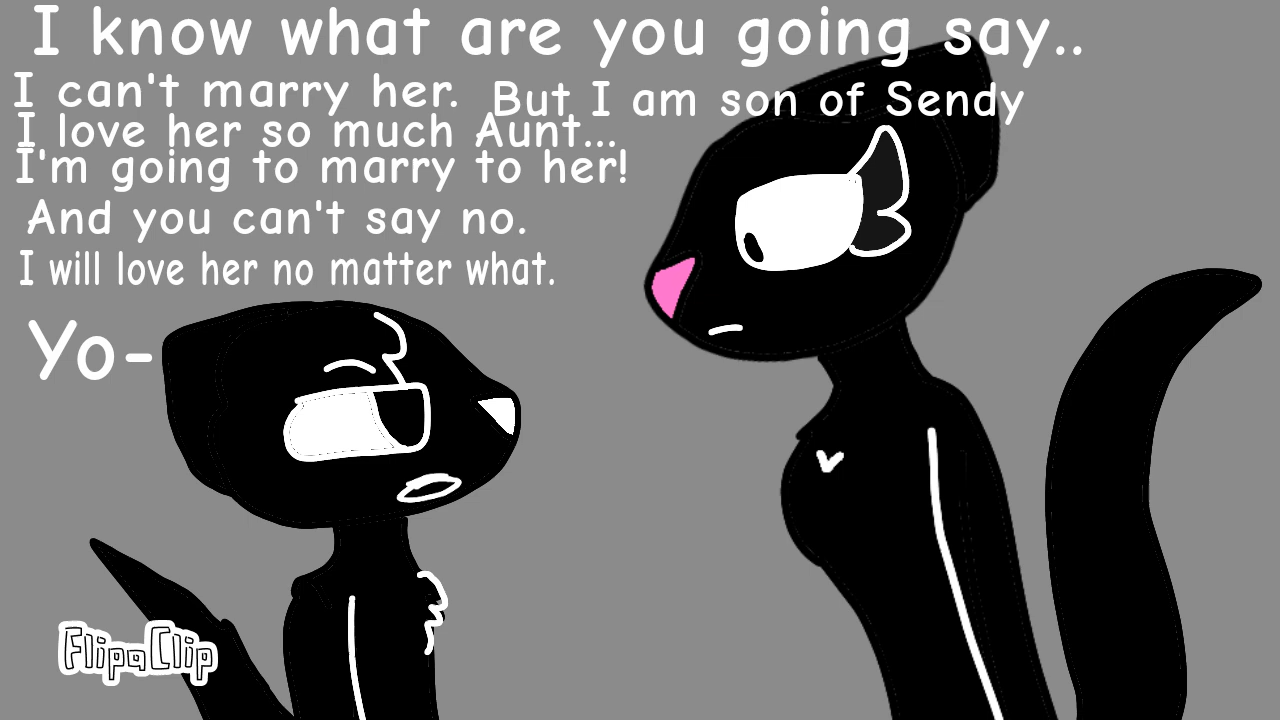 I know what are you going say..
I can't marry her.
But I am son of Sendy
I love her so much Aunt...
I'm going to marry to her!
And you can't say no.
I will love her no matter what.
Yo-
FlipaClip